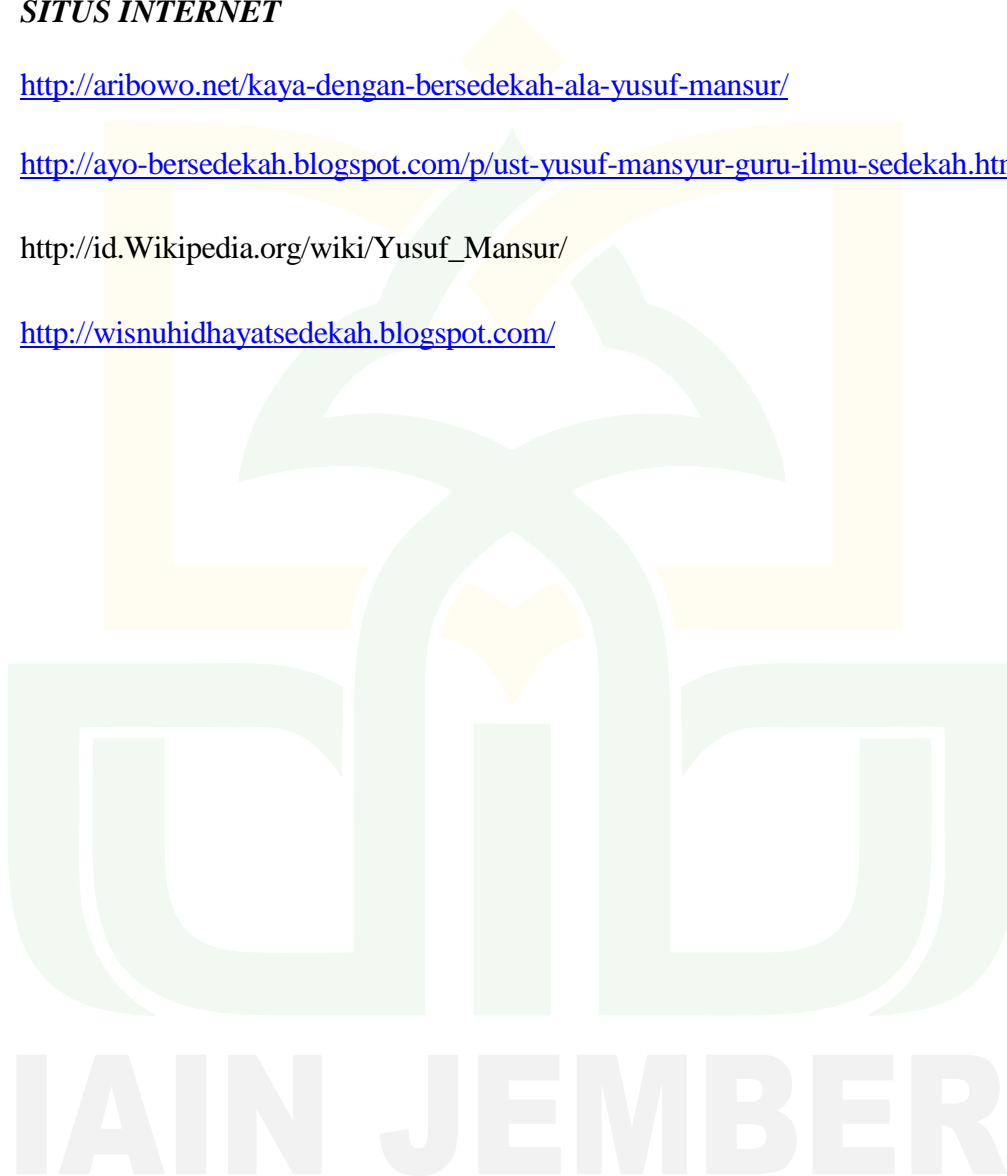 SITUS INTERNET
http://aribowo.net/kaya-dengan-bersedekah-ala-yusuf-mansur/
http://ayo-bersedekah.blogspot.com/p/ust-yusuf-mansyur-guru-ilmu-sedekah.htm
http://id.Wikipedia.org/wiki/Yusuf_Mansur/
http://wisnuhidhayatsedekah.blogspot.com/
IAIN JEMBER